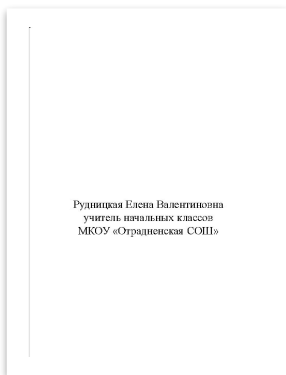 Рудницкая Елена Валентиновна
учитель начальных классов
МКОУ «Отрадненская СОШ»